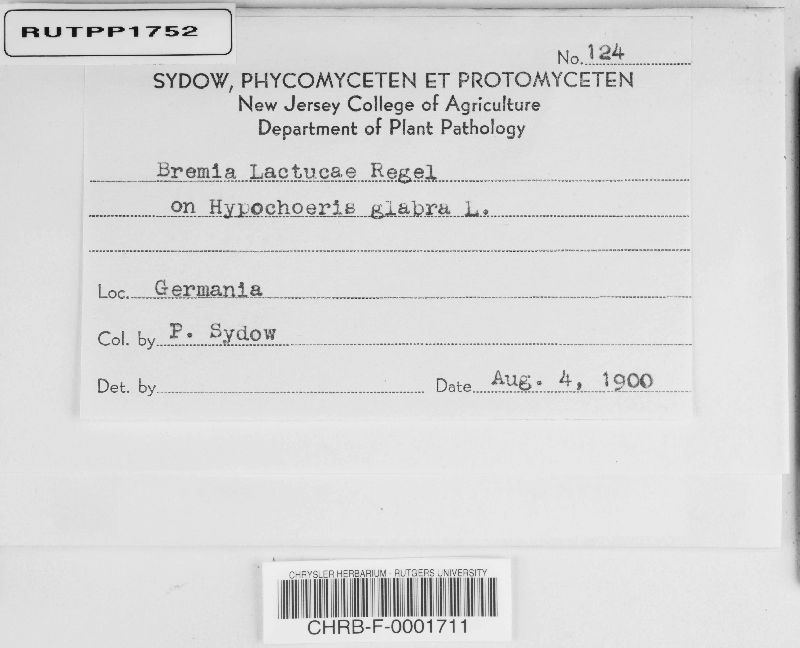 RUTPP1752
No. 124
SYDOW, PHYCOMYCETEN ET PROTOMYCETEN
New Jersey College of Agriculture
Department of Plant Pathology
Bremia Lactucae Regel
on Hypochoeris glabra L.
Loc. Germania
Col. by P. Sydow
Det. by Date Aug. 4, 1900
CHRYSLER HERBARIUM - RUTGERS UNIVERSITY
CHRB-F-0001711